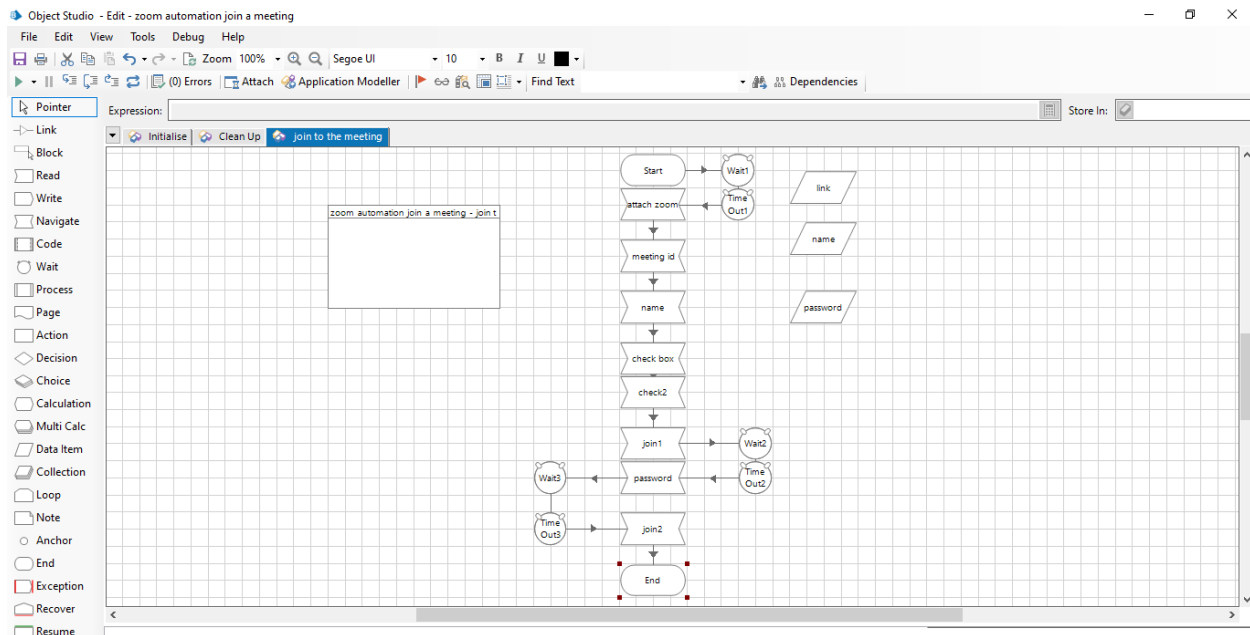 Object Studio - Edit - zoom automation join a meeting
File Edit View Tools Debug Help
Zoom 100% Segoe UI 10 B I U
(0) Errors Attach Application Modeller Find Text Dependencies
Pointer
Expression: Store In:
Link
Initialise Clean Up join to the meeting
Block
Read
Write
Navigate
Code
Wait
Process
Page
Action
Decision
Choice
Calculation
Multi Calc
Data Item
Collection
Loop
Note
Anchor
End
Exception
Recover
Resume
zoom automation join a meeting - join t
Start
Wait1
attach zoom
Time
Out1
link
meeting id
name
name
password
check box
check2
join1
Wait2
Wait3
password
Time
Out2
Time
Out3
join2
End